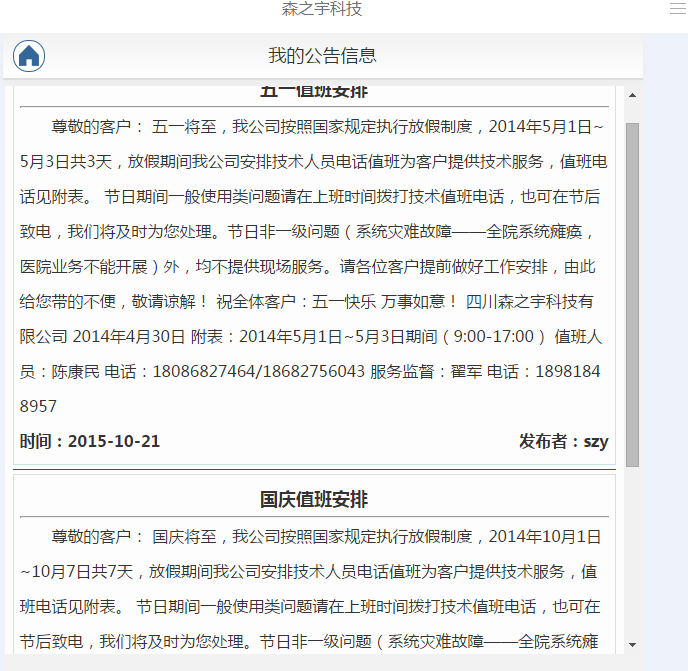 森之宇科技
我的公告信息
五一值班安排
尊敬的客户： 五一将至，我公司按照国家规定执行放假制度，2014年5月1日~
5月3日共3天，放假期间我公司安排技术人员电话值班为客户提供技术服务，值班电
话见附表。 节日期间一般使用类问题请在上班时间拨打技术值班电话，也可在节后
致电，我们将及时为您处理。节日非一级问题（系统灾难故障——全院系统瘫痪，
医院业务不能开展）外，均不提供现场服务。请各位客户提前做好工作安排，由此
给您带的不便，敬请谅解！ 祝全体客户：五一快乐 万事如意！ 四川森之宇科技有
限公司 2014年4月30日 附表：2014年5月1日~5月3日期间（9:00-17:00） 值班人
员：陈康民 电话：18086827464/18682756043 服务监督：翟军 电话：1898184
8957
时间：2015-10-21 发布者：szy
国庆值班安排
尊敬的客户： 国庆将至，我公司按照国家规定执行放假制度，2014年10月1日
~10月7日共7天，放假期间我公司安排技术人员电话值班为客户提供技术服务，值
班电话见附表。 节日期间一般使用类问题请在上班时间拨打技术值班电话，也可在
节后致电，我们将及时为您处理。节日非一级问题（系统灾难故障——全院系统瘫